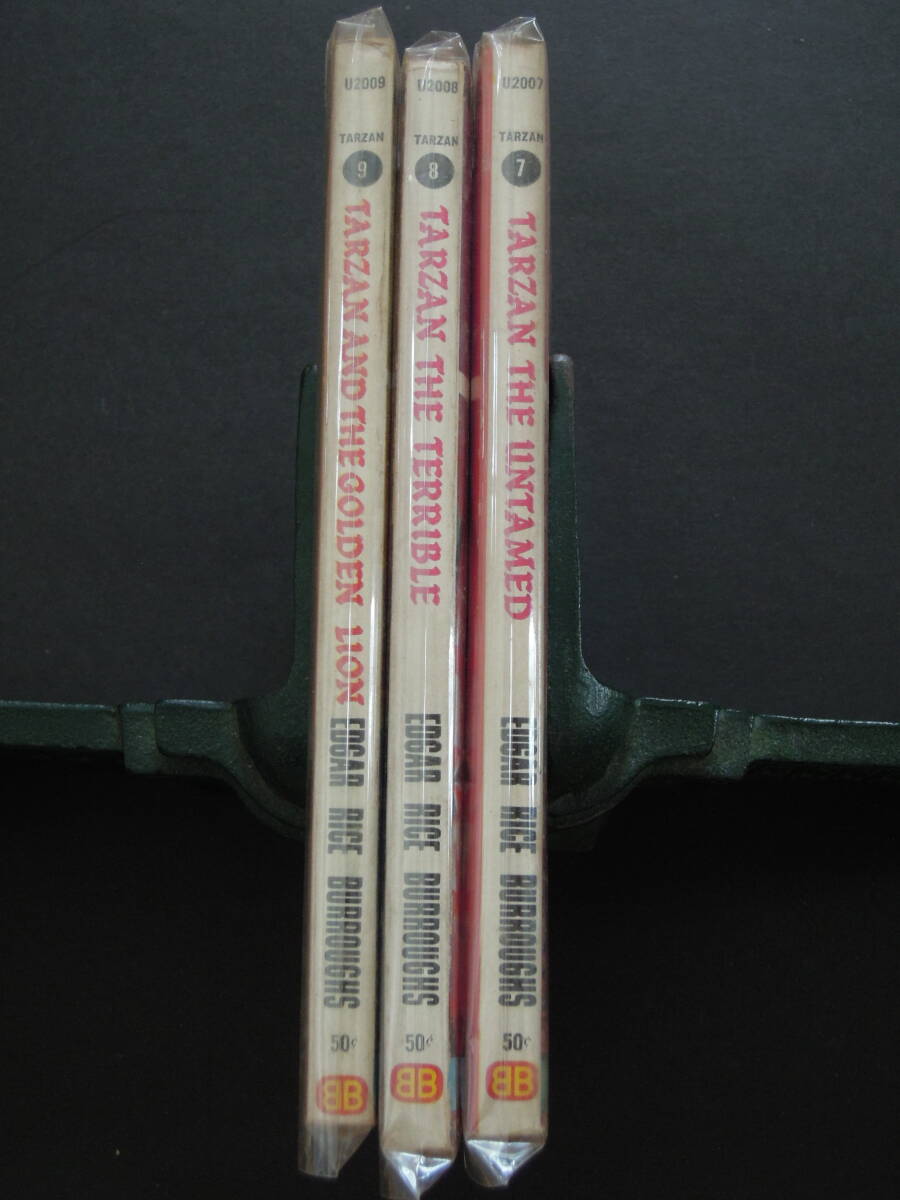 U2009
TARZAN
9
TARZAN AND THE GOLDEN LION
EDGAR RICE BURROUGHS
50¢
BB
U2008
TARZAN
8
TARZAN THE TERRIBLE
EDGAR RICE BURROUGHS
50¢
BB
U2007
TARZAN
7
TARZAN THE UNTAMED
EDGAR RICE BURROUGHS
50¢
BB